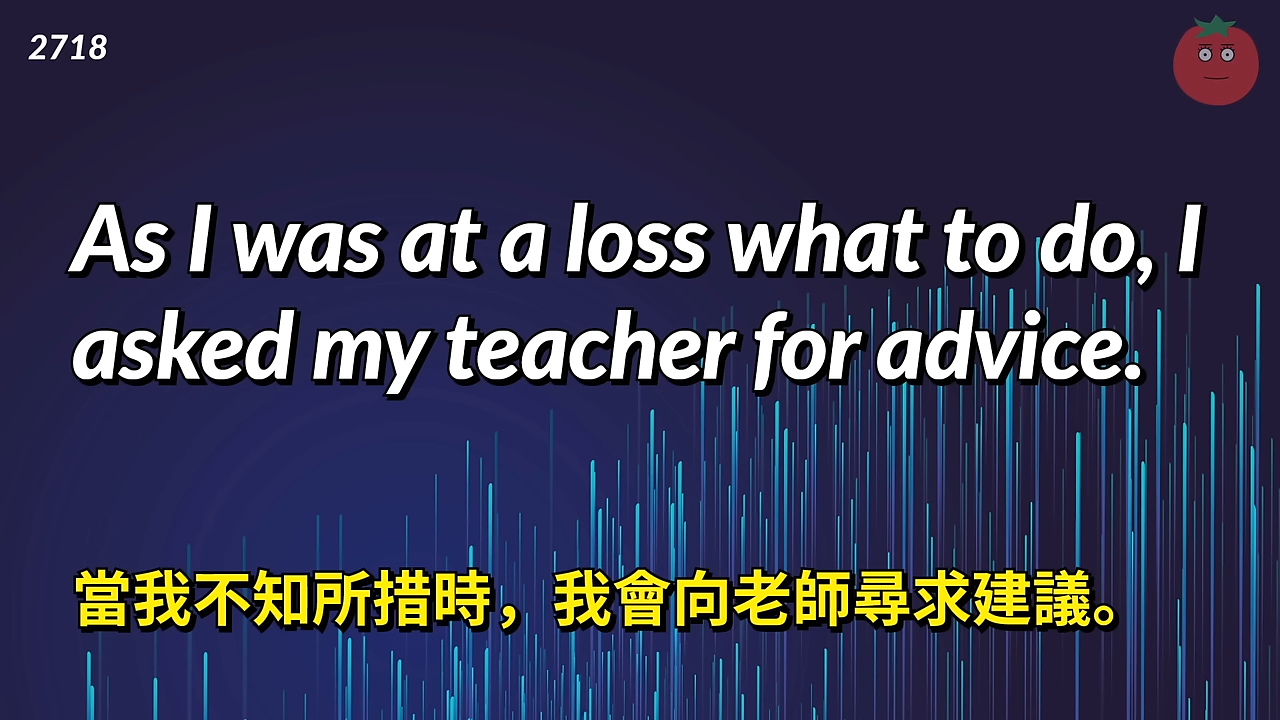 2718
As I was at a loss what to do, I
asked my teacher for advice.
當我不知所措時，我會向老師尋求建議。